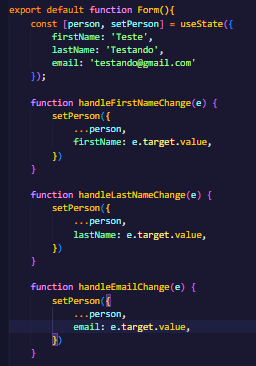 export default function Form(){
    const [person, setPerson] = useState({
        firstName: 'Teste',
        lastName: 'Testando',
        email: 'testando@gmail.com'
    });

    function handleFirstNameChange(e) {
        setPerson({
            ...person,
            firstName: e.target.value,
        })
    }

    function handleLastNameChange(e) {
        setPerson({
            ...person,
            lastName: e.target.value,
        })
    }

    function handleEmailChange(e) {
        setPerson({
            ...person,
            email: e.target.value,
        })
    }